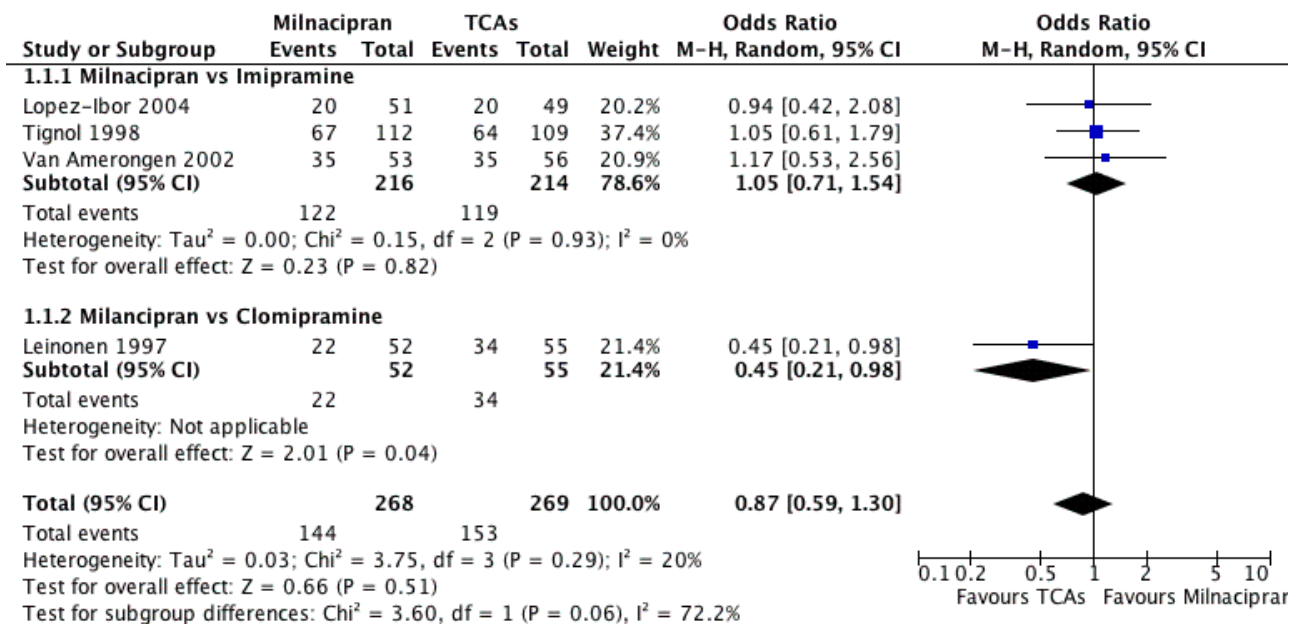 Milnacipran TCAs Odds Ratio Odds Ratio
Study or Subgroup Events Total Events Total Weight M-H, Random, 95% CI M-H, Random, 95% CI
1.1.1 Milnacipran vs Imipramine
Lopez-Ibor 2004 20 51 20 49 20.2% 0.94 [0.42, 2.08]
Tignol 1998 67 112 64 109 37.4% 1.05 [0.61, 1.79]
Van Amerongen 2002 35 53 35 56 20.9% 1.17 [0.53, 2.56]
Subtotal (95% CI) 216 214 78.6% 1.05 [0.71, 1.54]
Total events 122 119
Heterogeneity: Tau² = 0.00; Chi² = 0.15, df = 2 (P = 0.93); I² = 0%
Test for overall effect: Z = 0.23 (P = 0.82)
1.1.2 Milancipran vs Clomipramine
Leinonen 1997 22 52 34 55 21.4% 0.45 [0.21, 0.98]
Subtotal (95% CI) 52 55 21.4% 0.45 [0.21, 0.98]
Total events 22 34
Heterogeneity: Not applicable
Test for overall effect: Z = 2.01 (P = 0.04)
Total (95% CI) 268 269 100.0% 0.87 [0.59, 1.30]
Total events 144 153
Heterogeneity: Tau² = 0.03; Chi² = 3.75, df = 3 (P = 0.29); I² = 20%
Test for overall effect: Z = 0.66 (P = 0.51)
Test for subgroup differences: Chi² = 3.60, df = 1 (P = 0.06), I² = 72.2%
0.1 0.2 0.5 1 2 5 10
Favours TCAs Favours Milnacipran